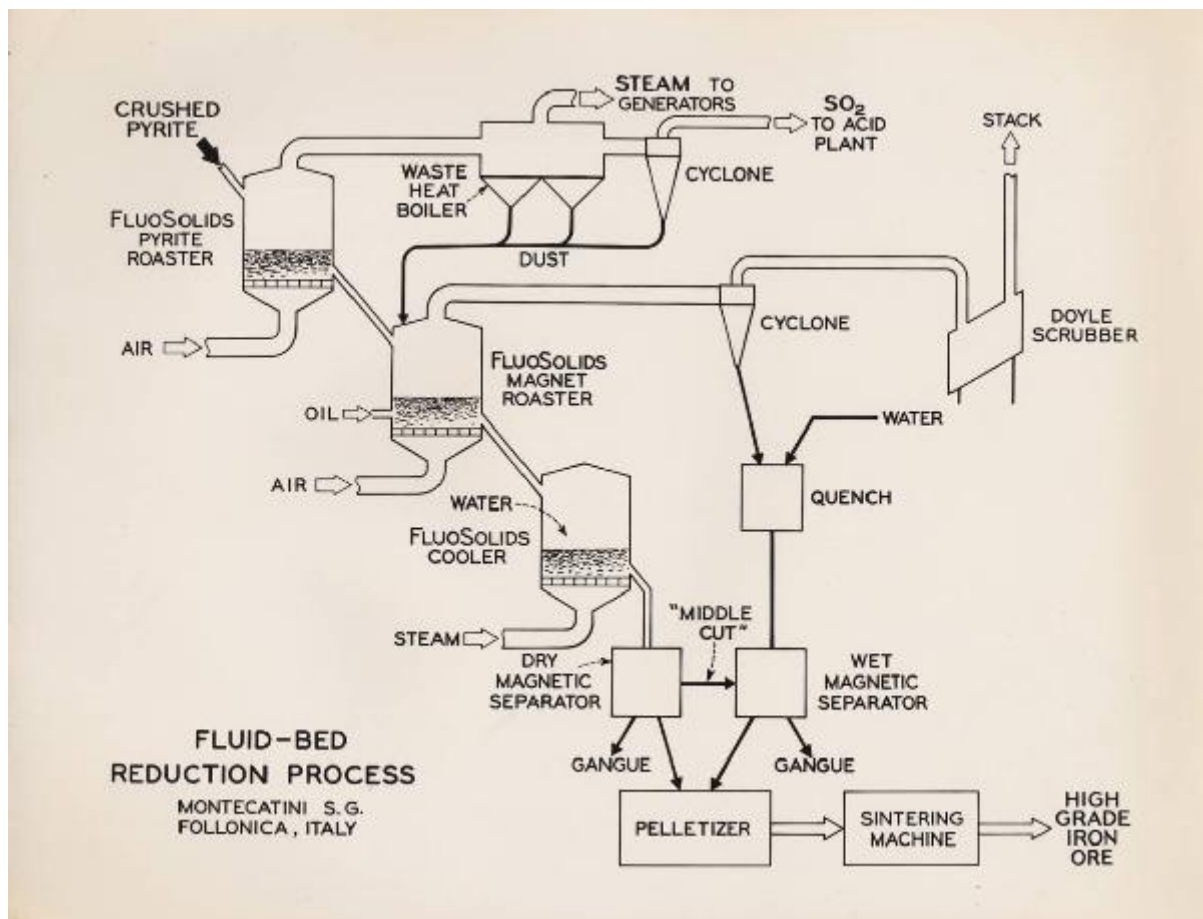 STEAM TO
GENERATORS
SO₂
TO ACID
PLANT
CRUSHED
PYRITE
STACK
WASTE
HEAT
BOILER
CYCLONE
FLUOSOLIDS
PYRITE
ROASTER
DUST
CYCLONE
DOYLE
SCRUBBER
AIR
FLUOSOLIDS
MAGNET
ROASTER
OIL
WATER
AIR
QUENCH
WATER
FLUOSOLIDS
COOLER
"MIDDLE
CUT"
STEAM
DRY
MAGNETIC
SEPARATOR
WET
MAGNETIC
SEPARATOR
GANGUE
GANGUE
FLUID-BED
REDUCTION PROCESS
MONTECATINI S.G.
FOLLONICA, ITALY
PELLETIZER
SINTERING
MACHINE
HIGH
GRADE
IRON
ORE